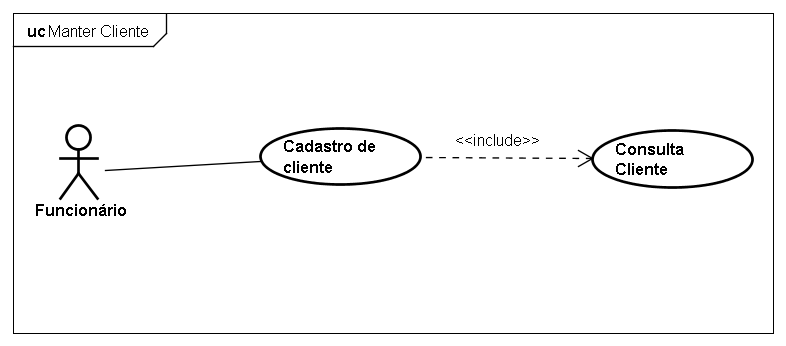 uc Manter Cliente
<<include>>
Cadastro de
cliente
Consulta
Cliente
Funcionário